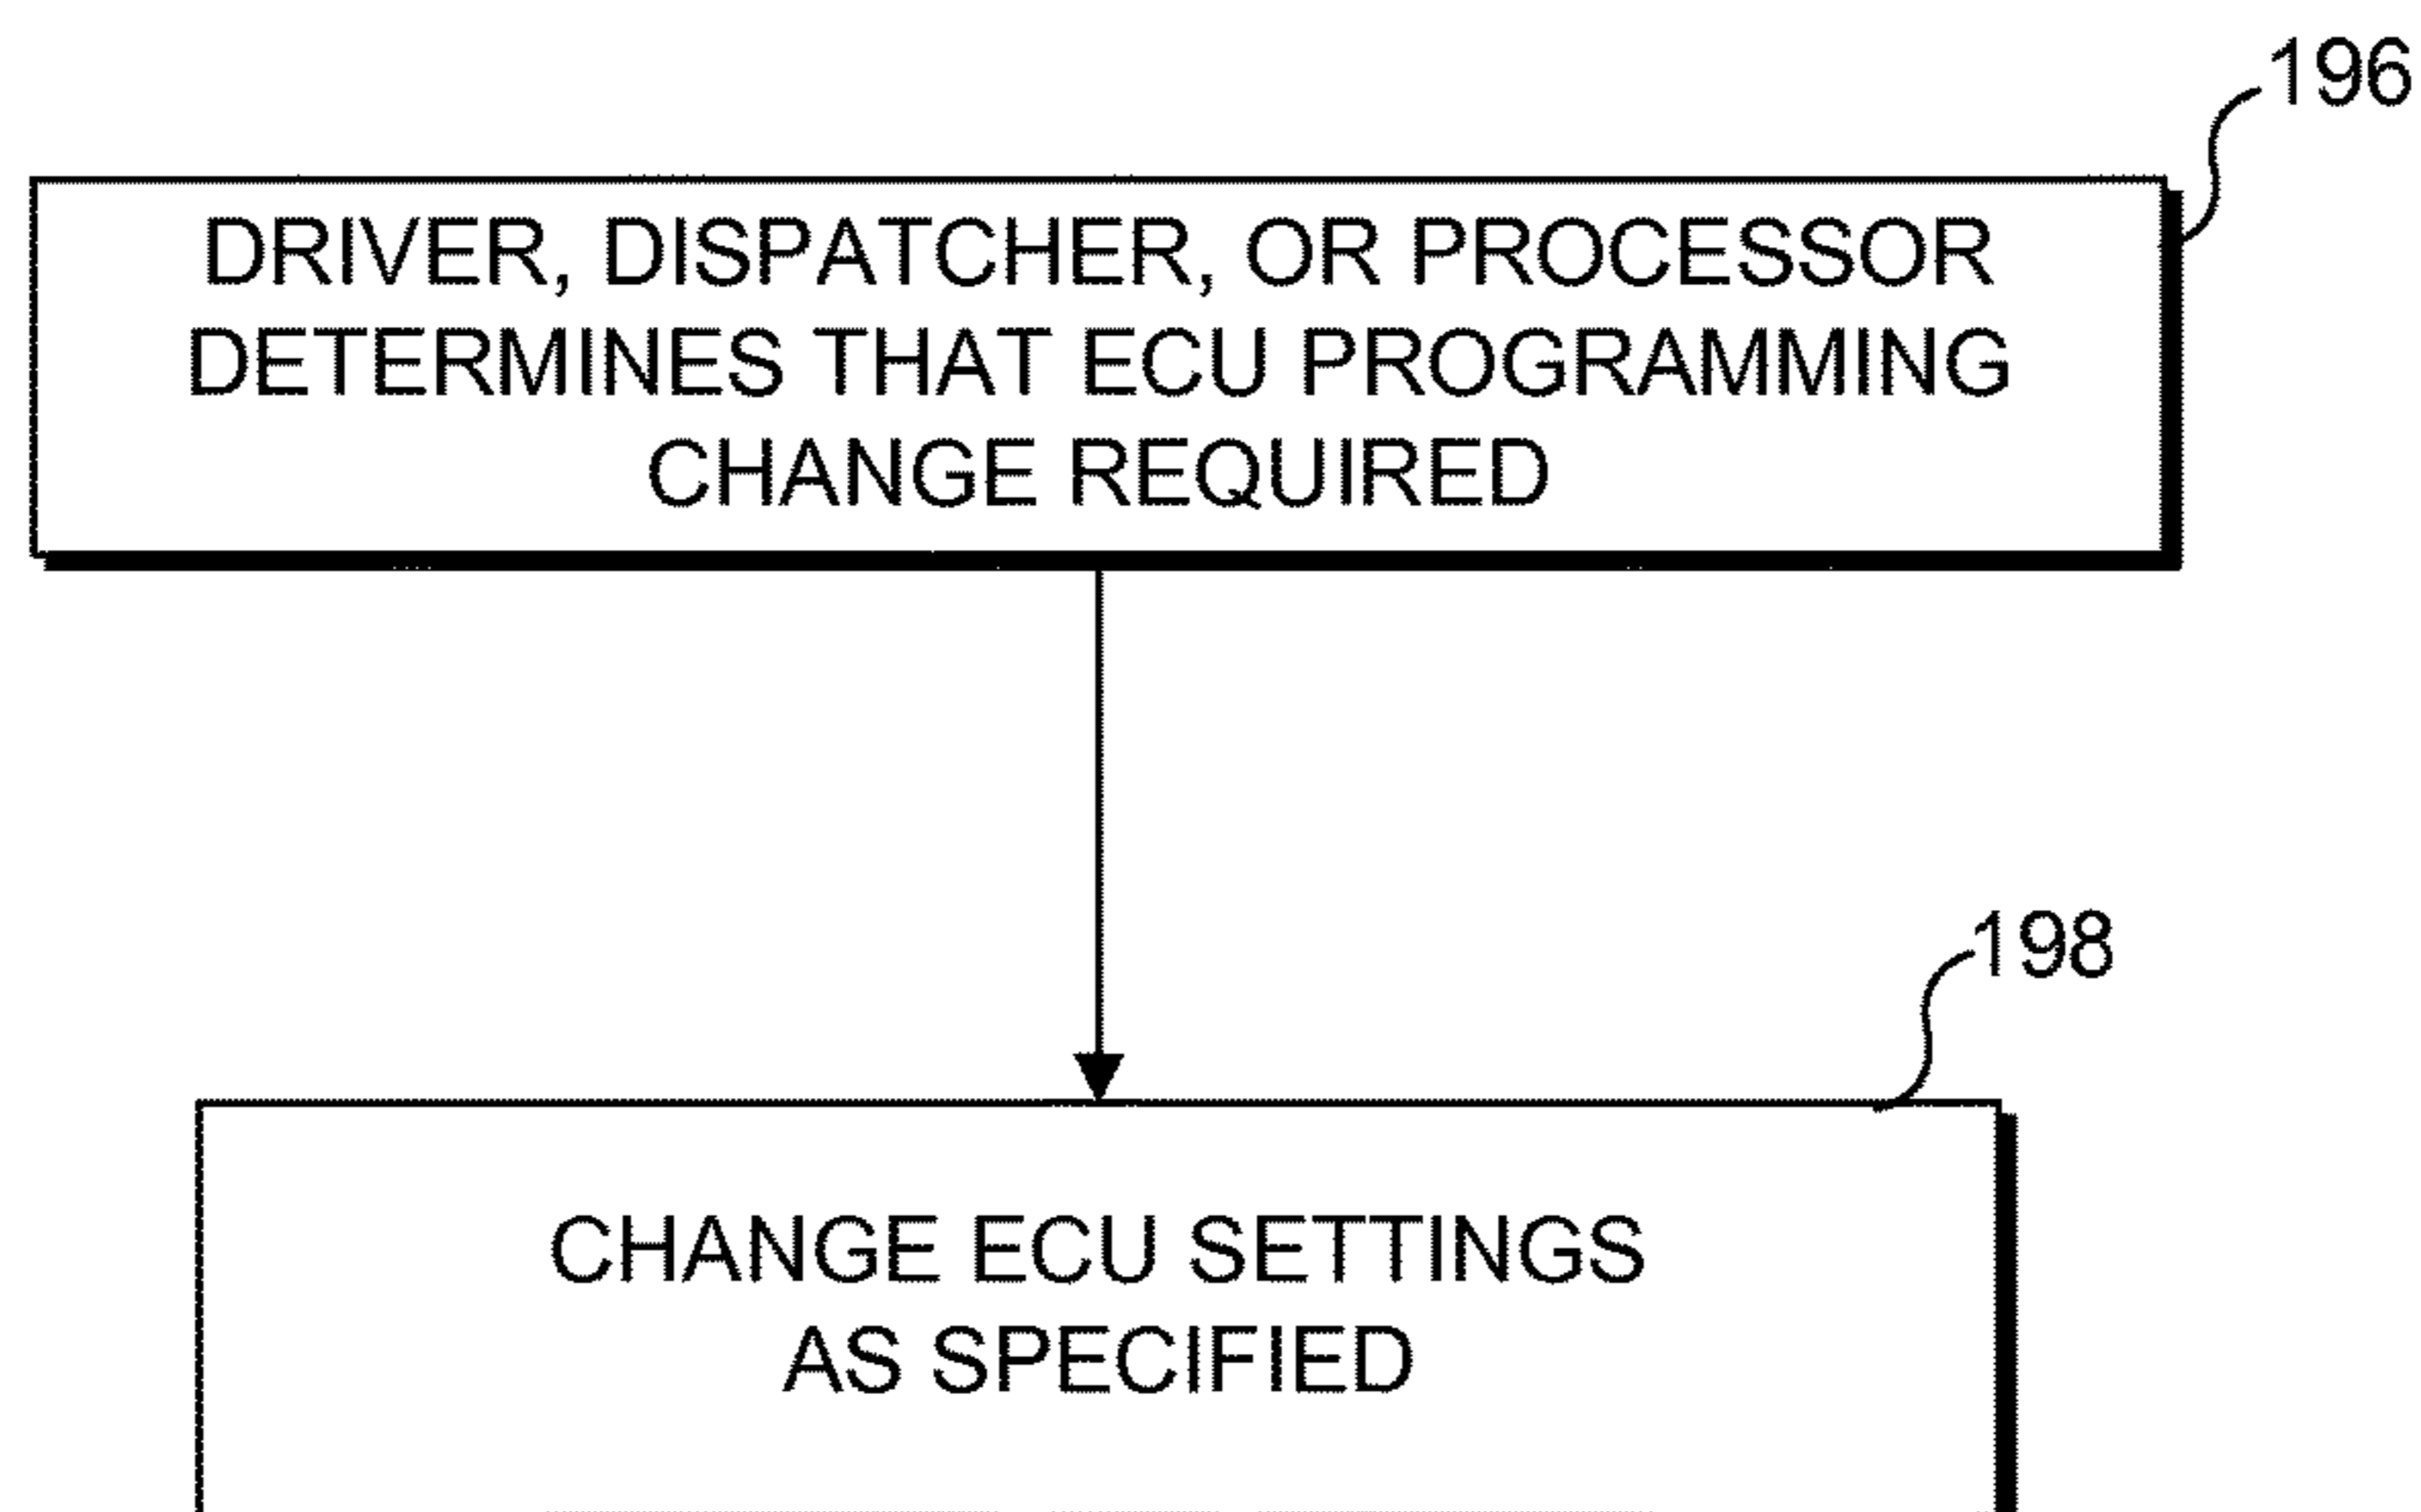 196
DRIVER, DISPATCHER, OR PROCESSOR
DETERMINES THAT ECU PROGRAMMING
CHANGE REQUIRED
198
CHANGE ECU SETTINGS
AS SPECIFIED